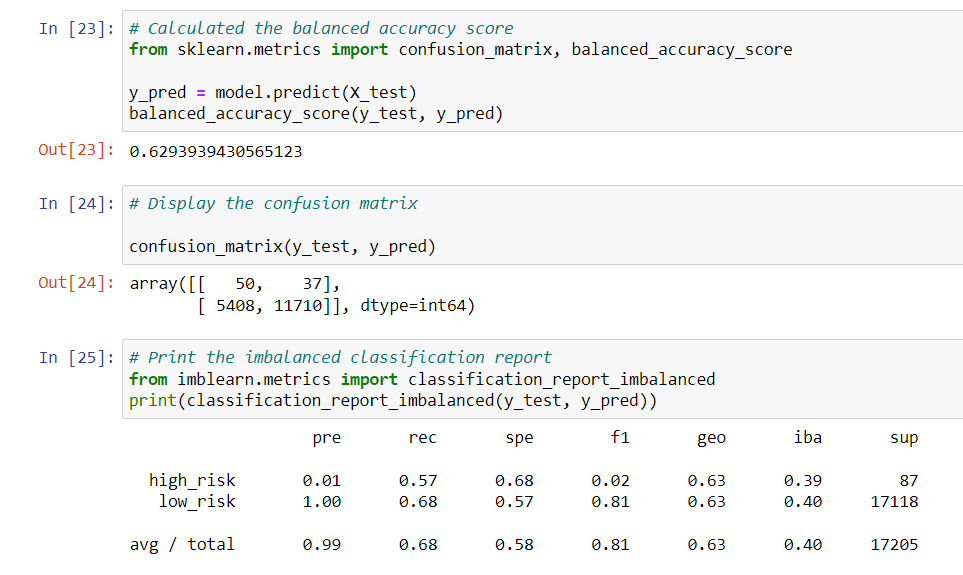 In [23]: # Calculated the balanced accuracy score
from sklearn.metrics import confusion_matrix, balanced_accuracy_score
y_pred = model.predict(X_test)
balanced_accuracy_score(y_test, y_pred)
Out[23]: 0.6293939430565123
In [24]: # Display the confusion matrix
confusion_matrix(y_test, y_pred)
Out[24]: array([[   50,    37],
[ 5408, 11710]], dtype=int64)
In [25]: # Print the imbalanced classification report
from imblearn.metrics import classification_report_imbalanced
print(classification_report_imbalanced(y_test, y_pred))
pre rec spe f1 geo iba sup
high_risk 0.01 0.57 0.68 0.02 0.63 0.39 87
low_risk 1.00 0.68 0.57 0.81 0.63 0.40 17118
avg / total 0.99 0.68 0.58 0.81 0.63 0.40 17205